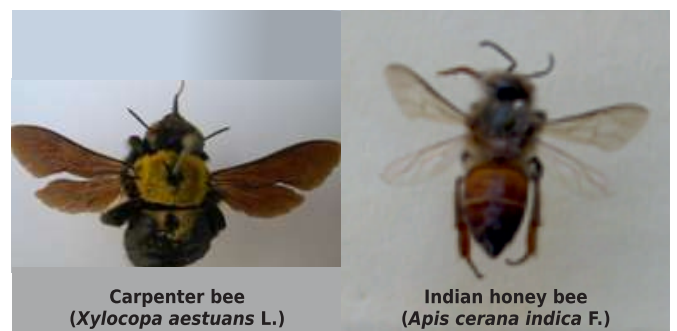 Carpenter bee
(Xylocopa aestuans L.)
Indian honey bee
(Apis cerana indica F.)